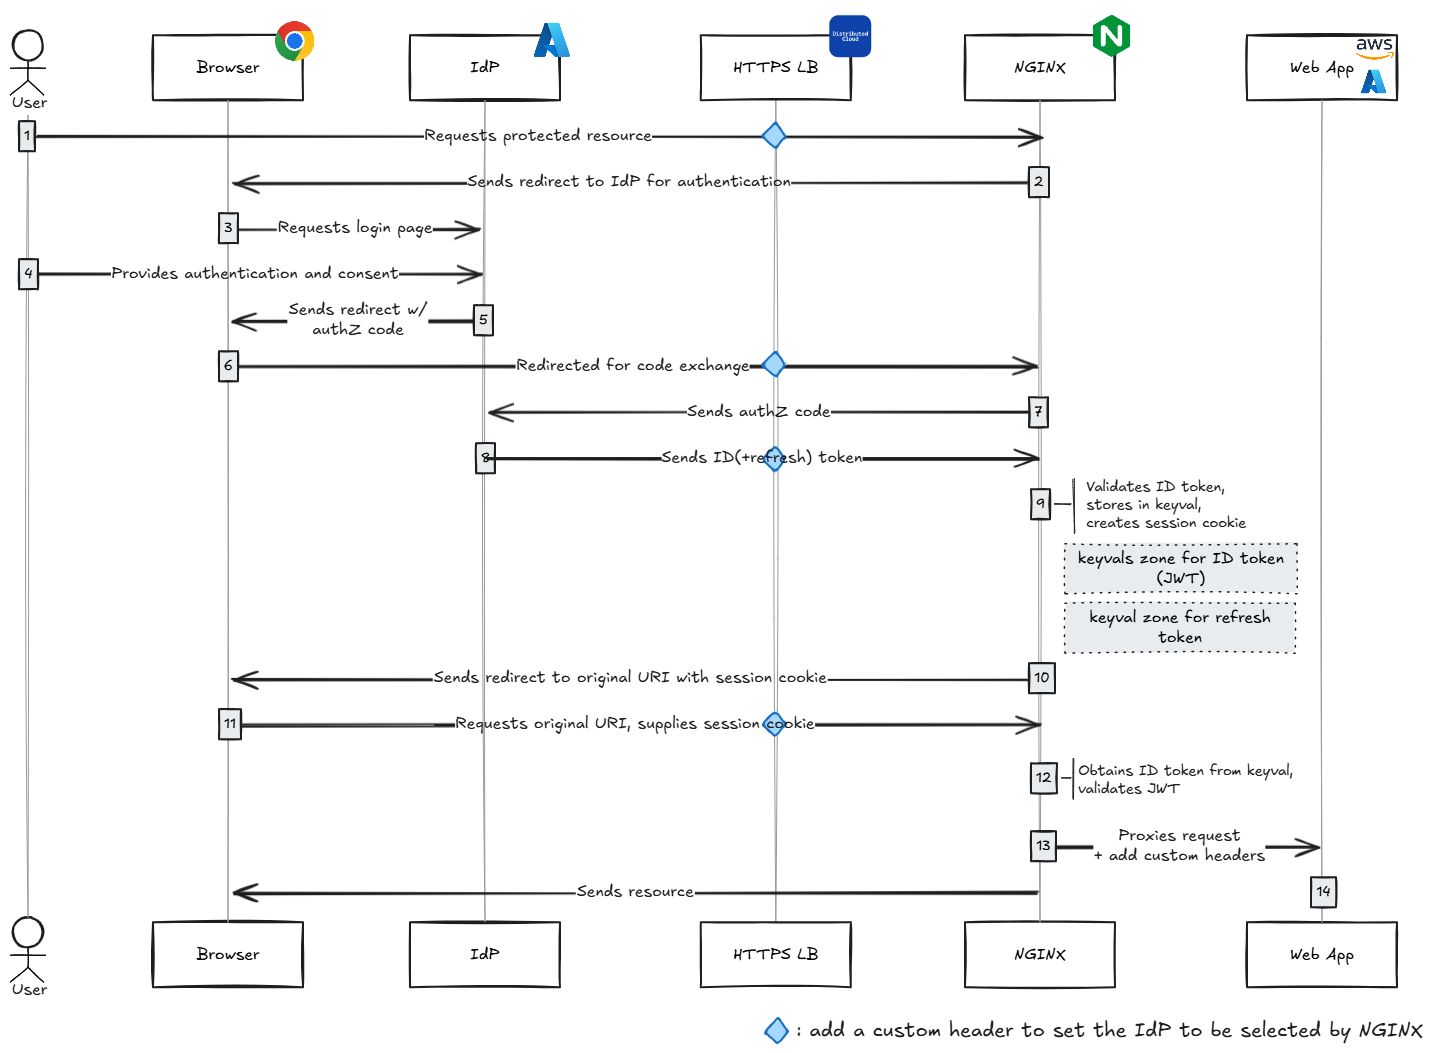 Browser
IdP
Distributed
Cloud
HTTPS LB
NGINX
N
aws
Web App
User
1
Requests protected resource
Sends redirect to IdP for authentication
2
3
Requests login page
4
Provides authentication and consent
Sends redirect w/
authZ code
5
6
Redirected for code exchange
Sends authZ code
7
8
Sends ID(+refresh) token
9
Validates ID token,
stores in keyval,
creates session cookie
keyvals zone for ID token
(JWT)
keyval zone for refresh
token
Sends redirect to original URI with session cookie
10
11
Requests original URI, supplies session cookie
12
Obtains ID token from keyval,
validates JWT
13
Proxies request
+ add custom headers
Sends resource
14
User
Browser
IdP
HTTPS LB
NGINX
Web App
: add a custom header to set the IdP to be selected by NGINX